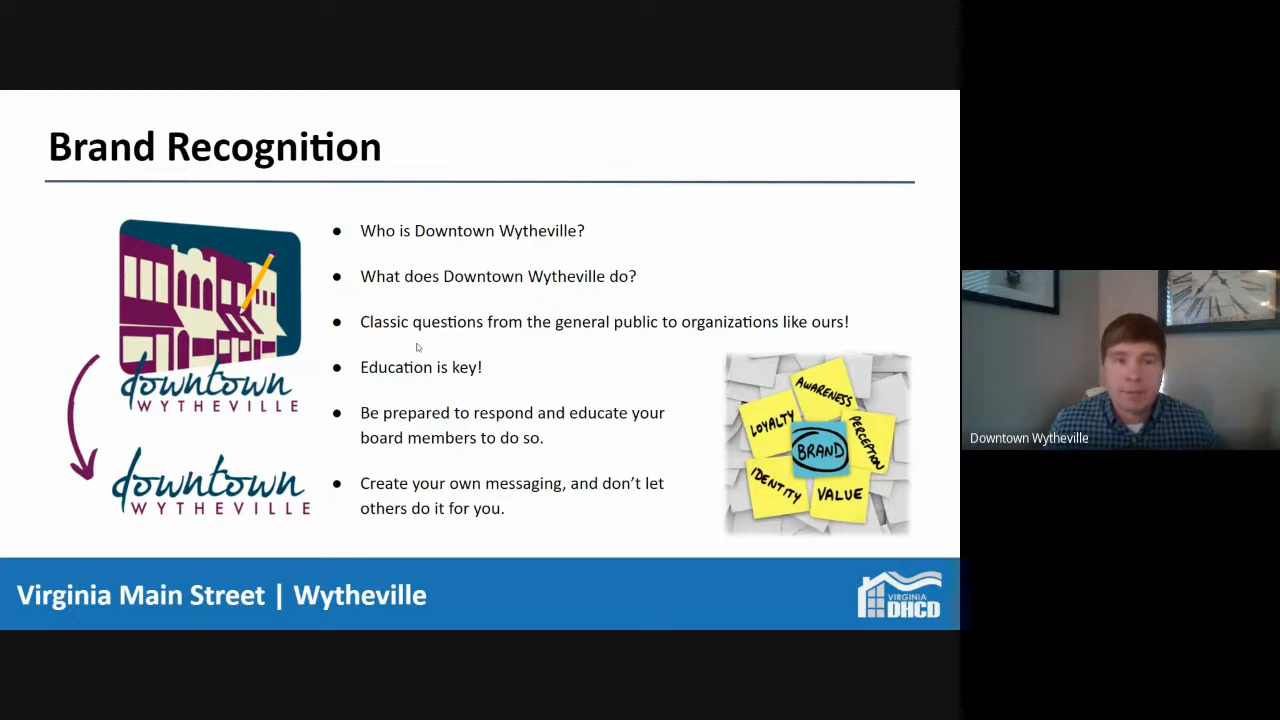 Brand Recognition
● Who is Downtown Wytheville?
● What does Downtown Wytheville do?
● Classic questions from the general public to organizations like ours!
● Education is key!
● Be prepared to respond and educate your
board members to do so.
● Create your own messaging, and don't let
others do it for you.
downtown
WYTHEVILLE
downtown
WYTHEVILLE
AWARENESS
LOYALTY
PERCEPTION
BRAND
IDENTITY
VALUE
Virginia Main Street | Wytheville
VIRGINIA
DHCD
Downtown Wytheville